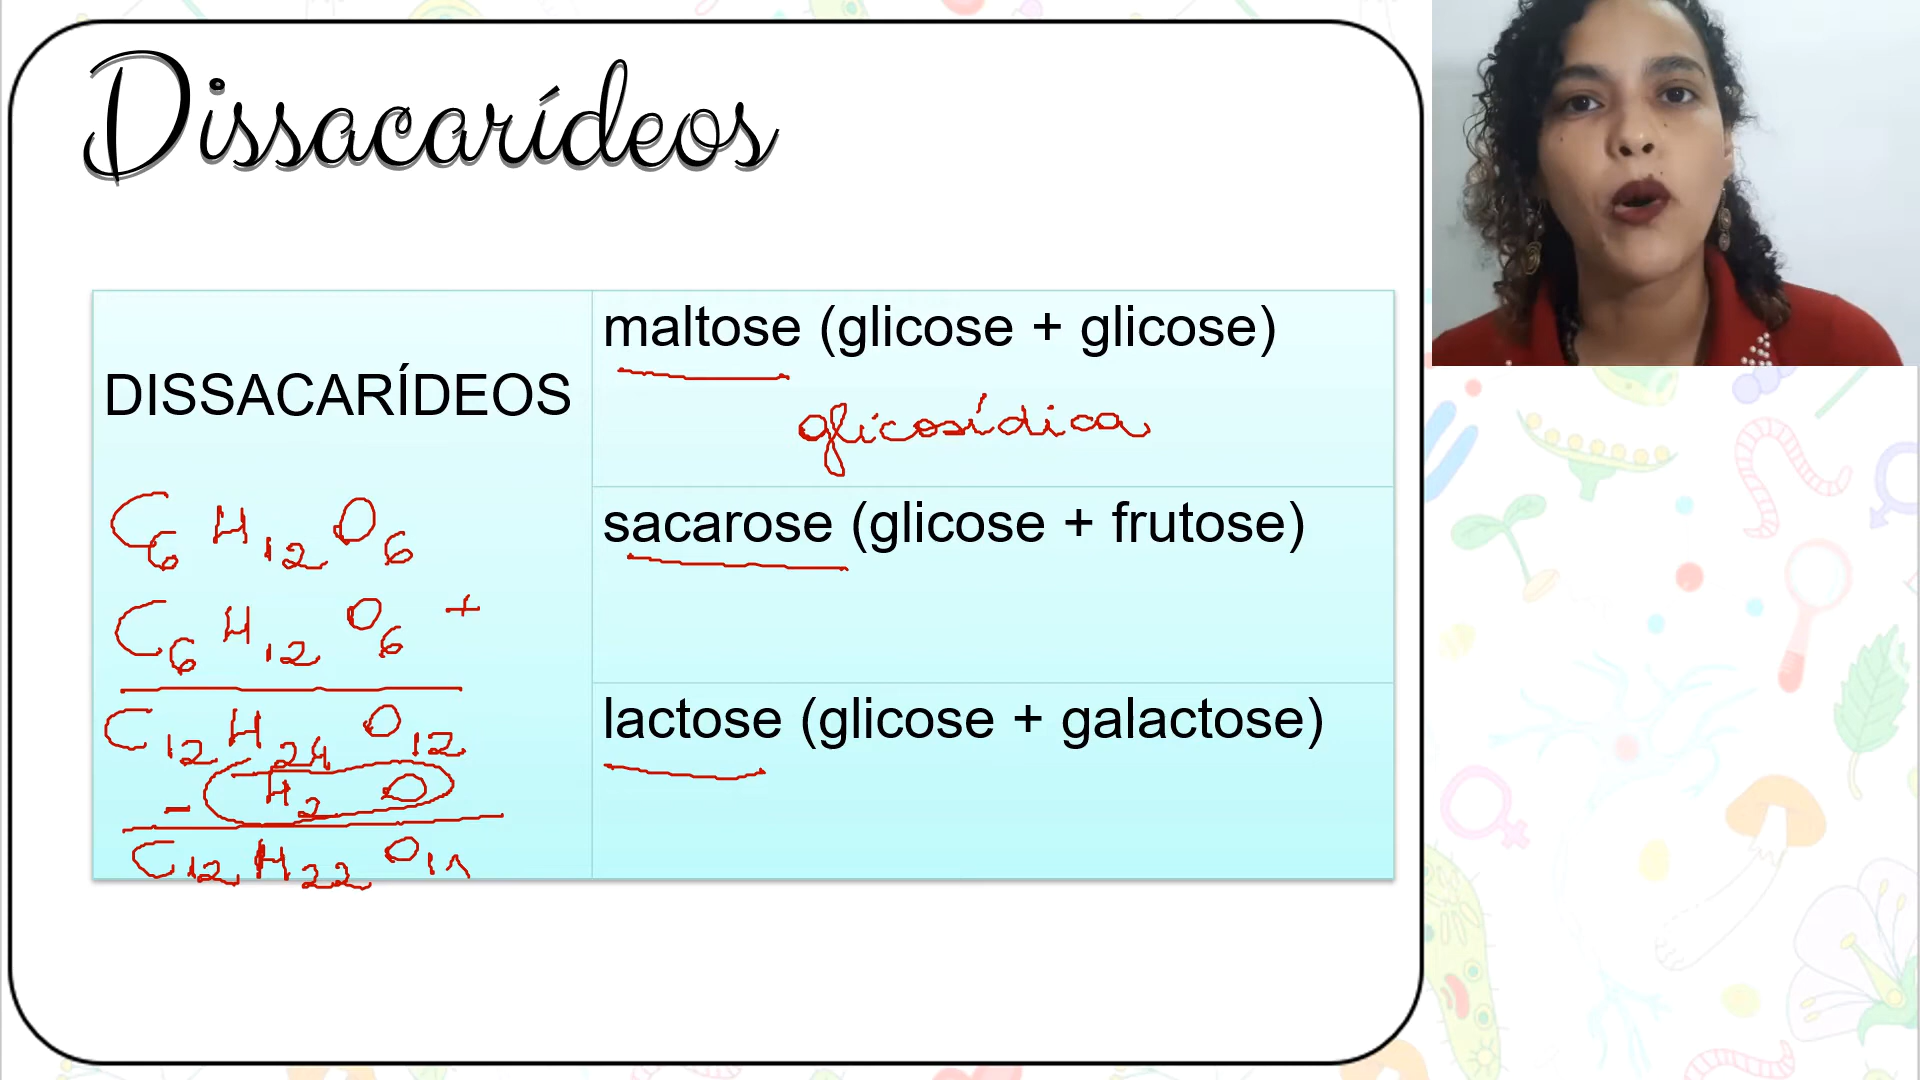 Dissacarídeos
DISSACARÍDEOS
C6 H12 O6
C6 H12 O6 +
C12 H24 O12
- H2 O
C12 H22 O11
maltose (glicose + glicose)
glicosídica
sacarose (glicose + frutose)
lactose (glicose + galactose)